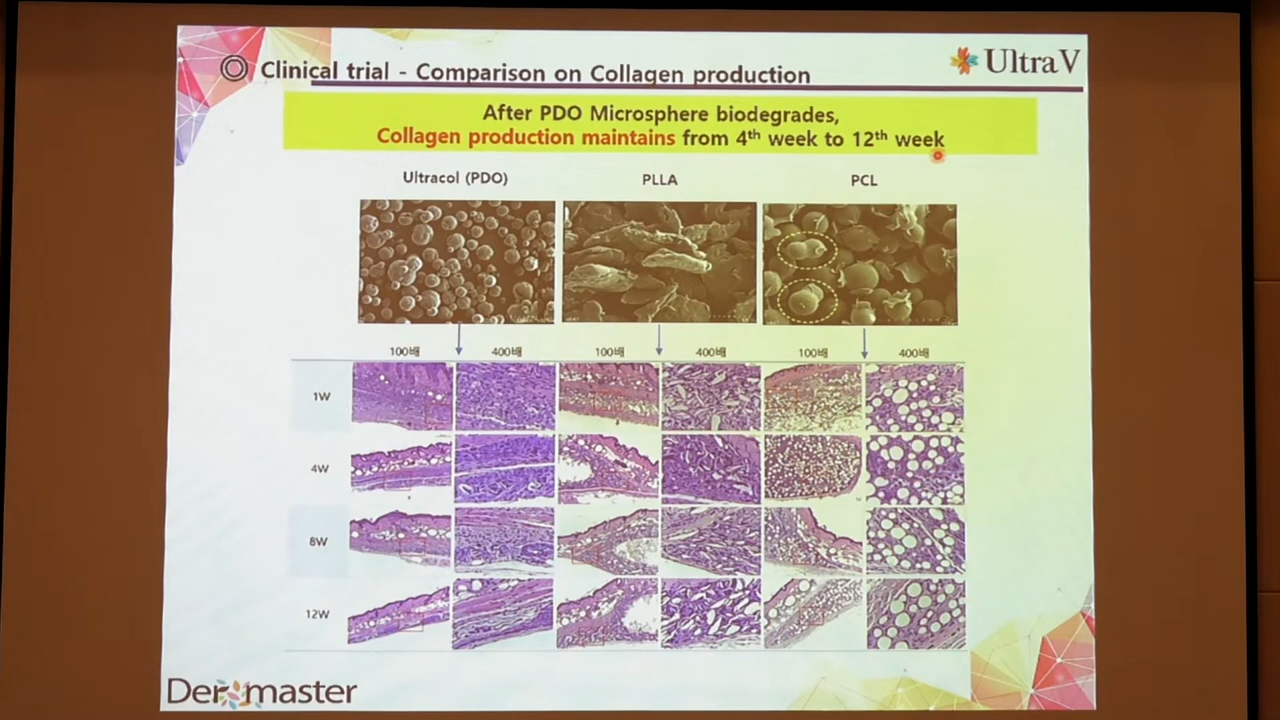 Clinical trial - Comparison on Collagen production
UltraV
After PDO Microsphere biodegrades,
Collagen production maintains from 4th week to 12th week
Ultracol (PDO) PLLA PCL
100배 400배 100배 400배 100배 400배
1W
4W
8W
12W
Dermaster